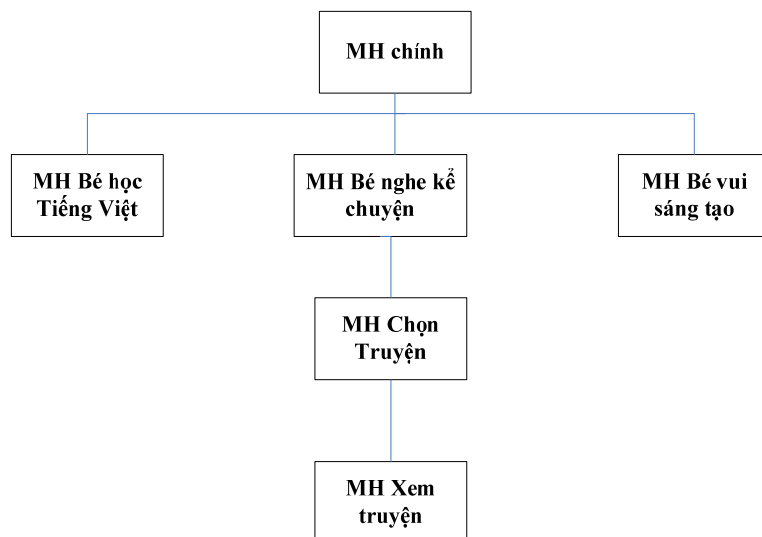 MH chính
MH Bé học
Tiếng Việt
MH Bé nghe kể
chuyện
MH Bé vui
sáng tạo
MH Chọn
Truyện
MH Xem
truyện